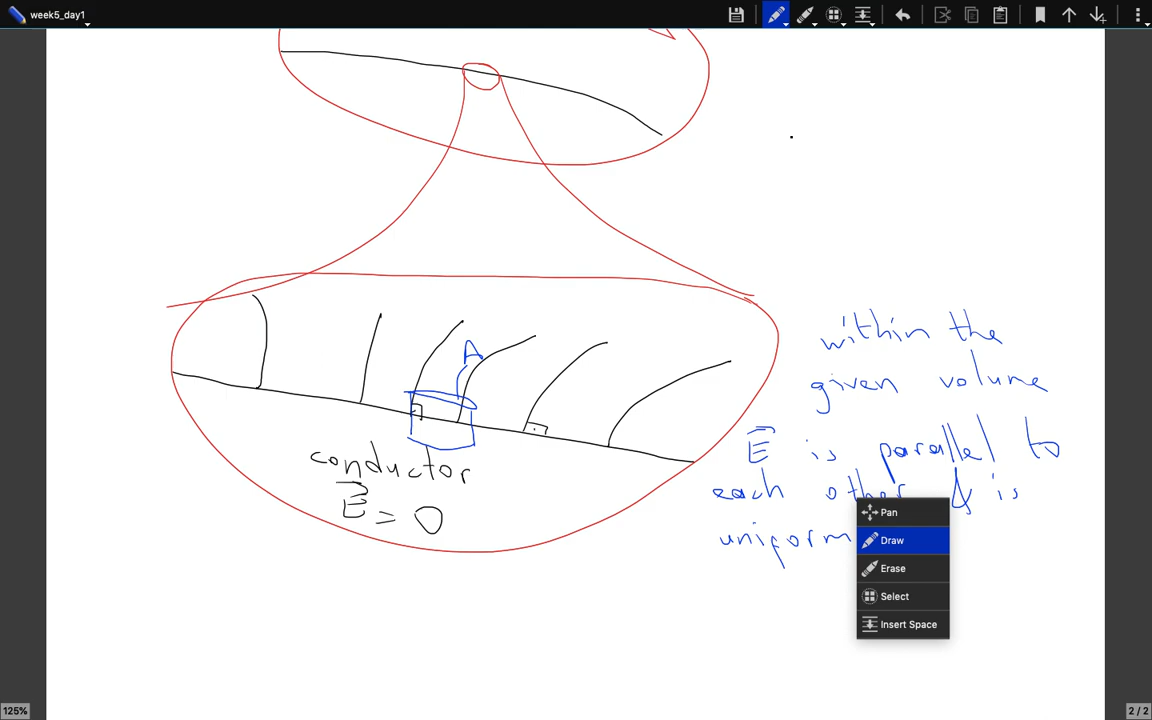 week5_day1
A
within the
given volume
E is parallel to
each other & is
uniform
conductor
E = 0
Pan
Draw
Erase
Select
Insert Space
125%
2 / 2